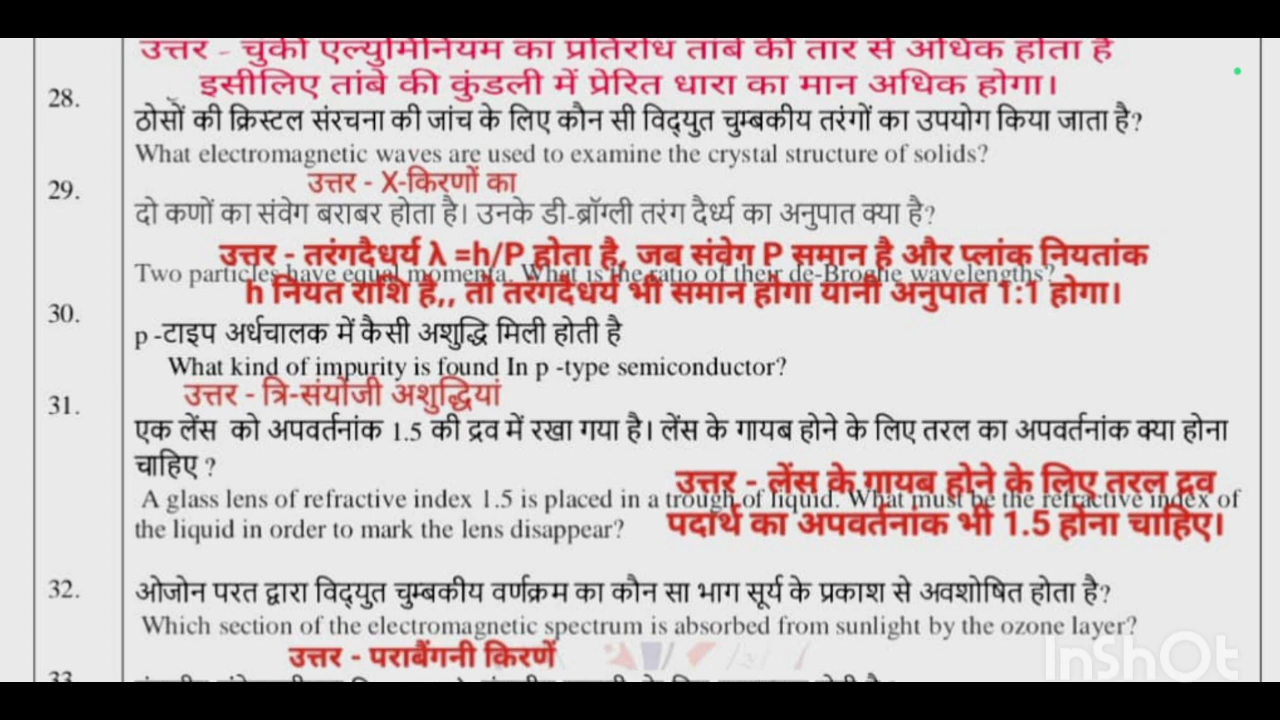 उत्तर - चुंकी एल्युमिनियम का प्रतिरोध तांबे की तार से अधिक होता है
इसीलिए तांबे की कुंडली में प्रेरित धारा का मान अधिक होगा।
28.
ठोसों की क्रिस्टल संरचना की जांच के लिए कौन सी विद्युत चुम्बकीय तरंगों का उपयोग किया जाता है?
What electromagnetic waves are used to examine the crystal structure of solids?
उत्तर - X-किरणों का
29.
दो कणों का संवेग बराबर होता है। उनके डी-ब्रॉग्ली तरंग दैर्ध्य का अनुपात क्या है?
उत्तर - तरंगदैधर्य λ =h/P होता है, जब संवेग P समान है और प्लांक नियतांक
Two particles have equal momenta. What is the ratio of their de-Broglie wavelengths?
h नियत राशि है,, तो तरंगदैधर्य भी समान होगा यानी अनुपात 1:1 होगा।
30.
p -टाइप अर्धचालक में कैसी अशुद्धि मिली होती है
What kind of impurity is found In p -type semiconductor?
उत्तर - त्रि-संयोजी अशुद्धियां
31.
एक लेंस को अपवर्तनांक 1.5 की द्रव में रखा गया है। लेंस के गायब होने के लिए तरल का अपवर्तनांक क्या होना
चाहिए ?
उत्तर - लेंस के गायब होने के लिए तरल द्रव
A glass lens of refractive index 1.5 is placed in a trough of liquid. What must be the refractive index of
पदार्थ का अपवर्तनांक भी 1.5 होना चाहिए।
the liquid in order to mark the lens disappear?
32.
ओजोन परत द्वारा विद्युत चुम्बकीय वर्णक्रम का कौन सा भाग सूर्य के प्रकाश से अवशोषित होता है?
Which section of the electromagnetic spectrum is absorbed from sunlight by the ozone layer?
उत्तर - पराबैंगनी किरणें
33
InShOt